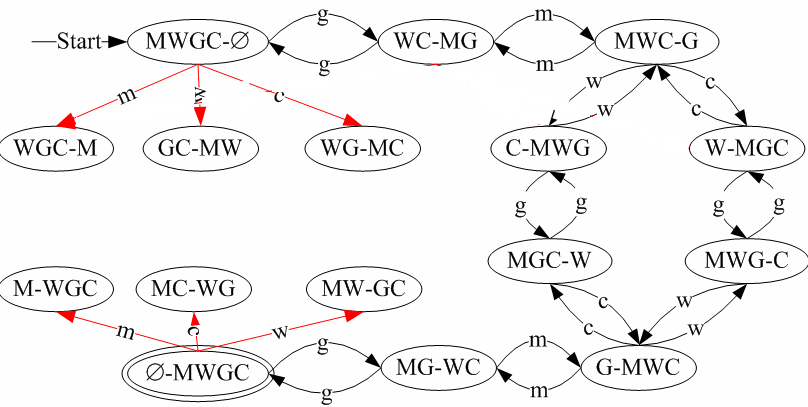 Start MWGC-∅ g g WC-MG m m MWC-G
m w c w w c c
WGC-M GC-MW WG-MC C-MWG W-MGC
g g g g
MGC-W MWG-C
M-WGC MC-WG MW-GC c c w w
m c w
∅-MWGC g g MG-WC m m G-MWC